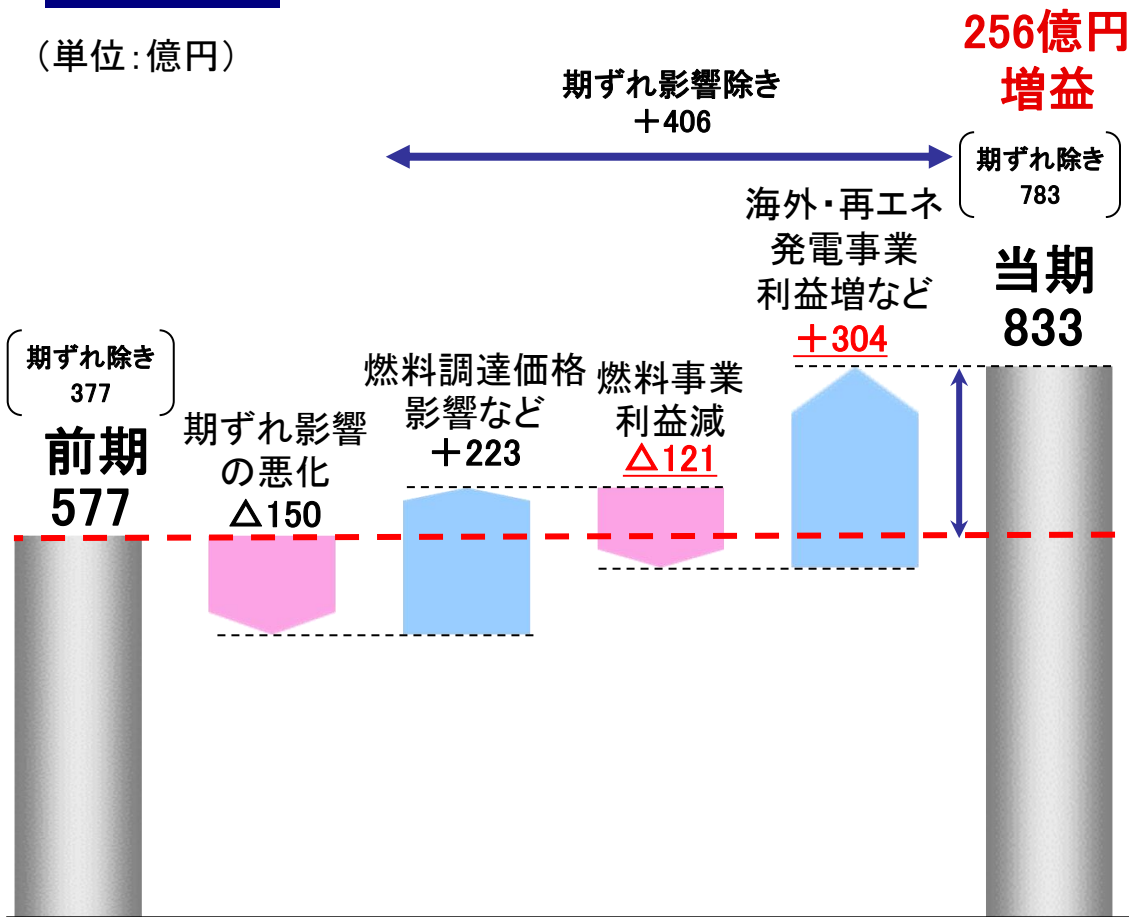 （単位：億円）
256億円
増益
期ずれ影響除き
＋406
期ずれ除き
783
当期
833
海外・再エネ
発電事業
利益増など
＋304
燃料事業
利益減
△121
燃料調達価格
影響など
＋223
期ずれ影響
の悪化
△150
期ずれ除き
377
前期
577